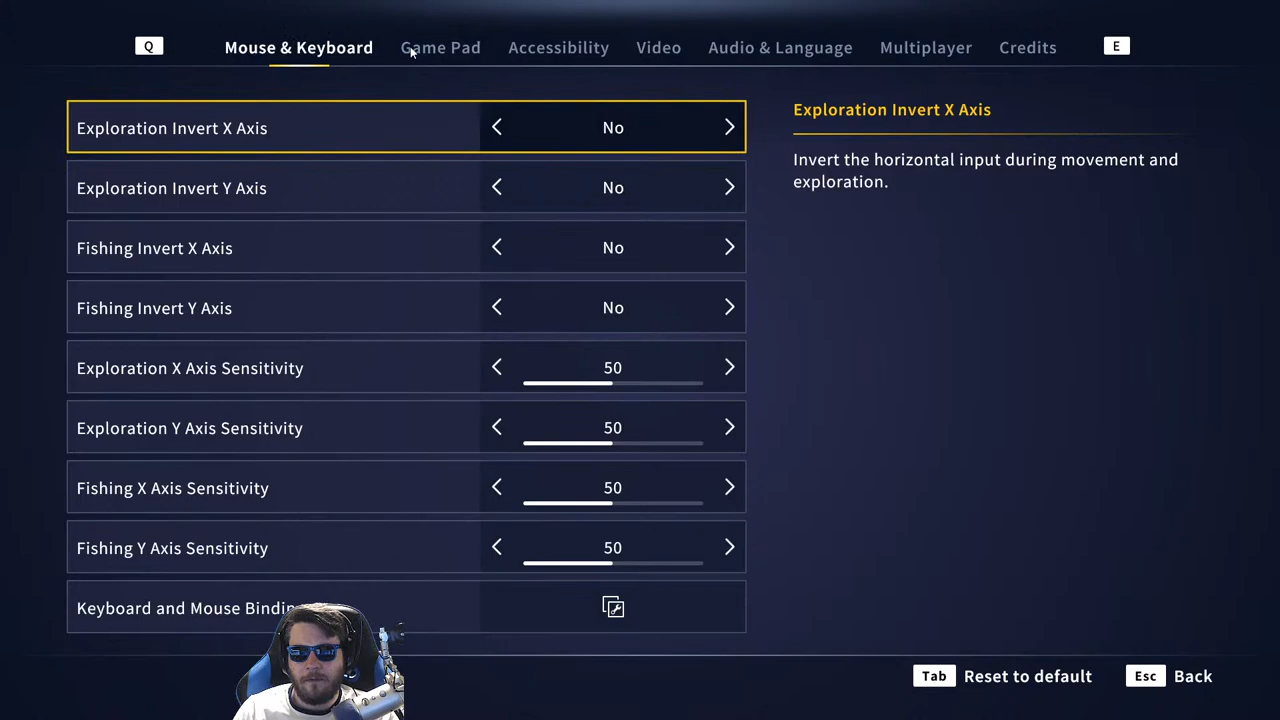 Q
Mouse & Keyboard
Game Pad
Accessibility
Video
Audio & Language
Multiplayer
Credits
E
Exploration Invert X Axis
No
Exploration Invert Y Axis
No
Fishing Invert X Axis
No
Fishing Invert Y Axis
No
Exploration X Axis Sensitivity
50
Exploration Y Axis Sensitivity
50
Fishing X Axis Sensitivity
50
Fishing Y Axis Sensitivity
50
Keyboard and Mouse Bindin
Exploration Invert X Axis
Invert the horizontal input during movement and
exploration.
Tab Reset to default
Esc Back